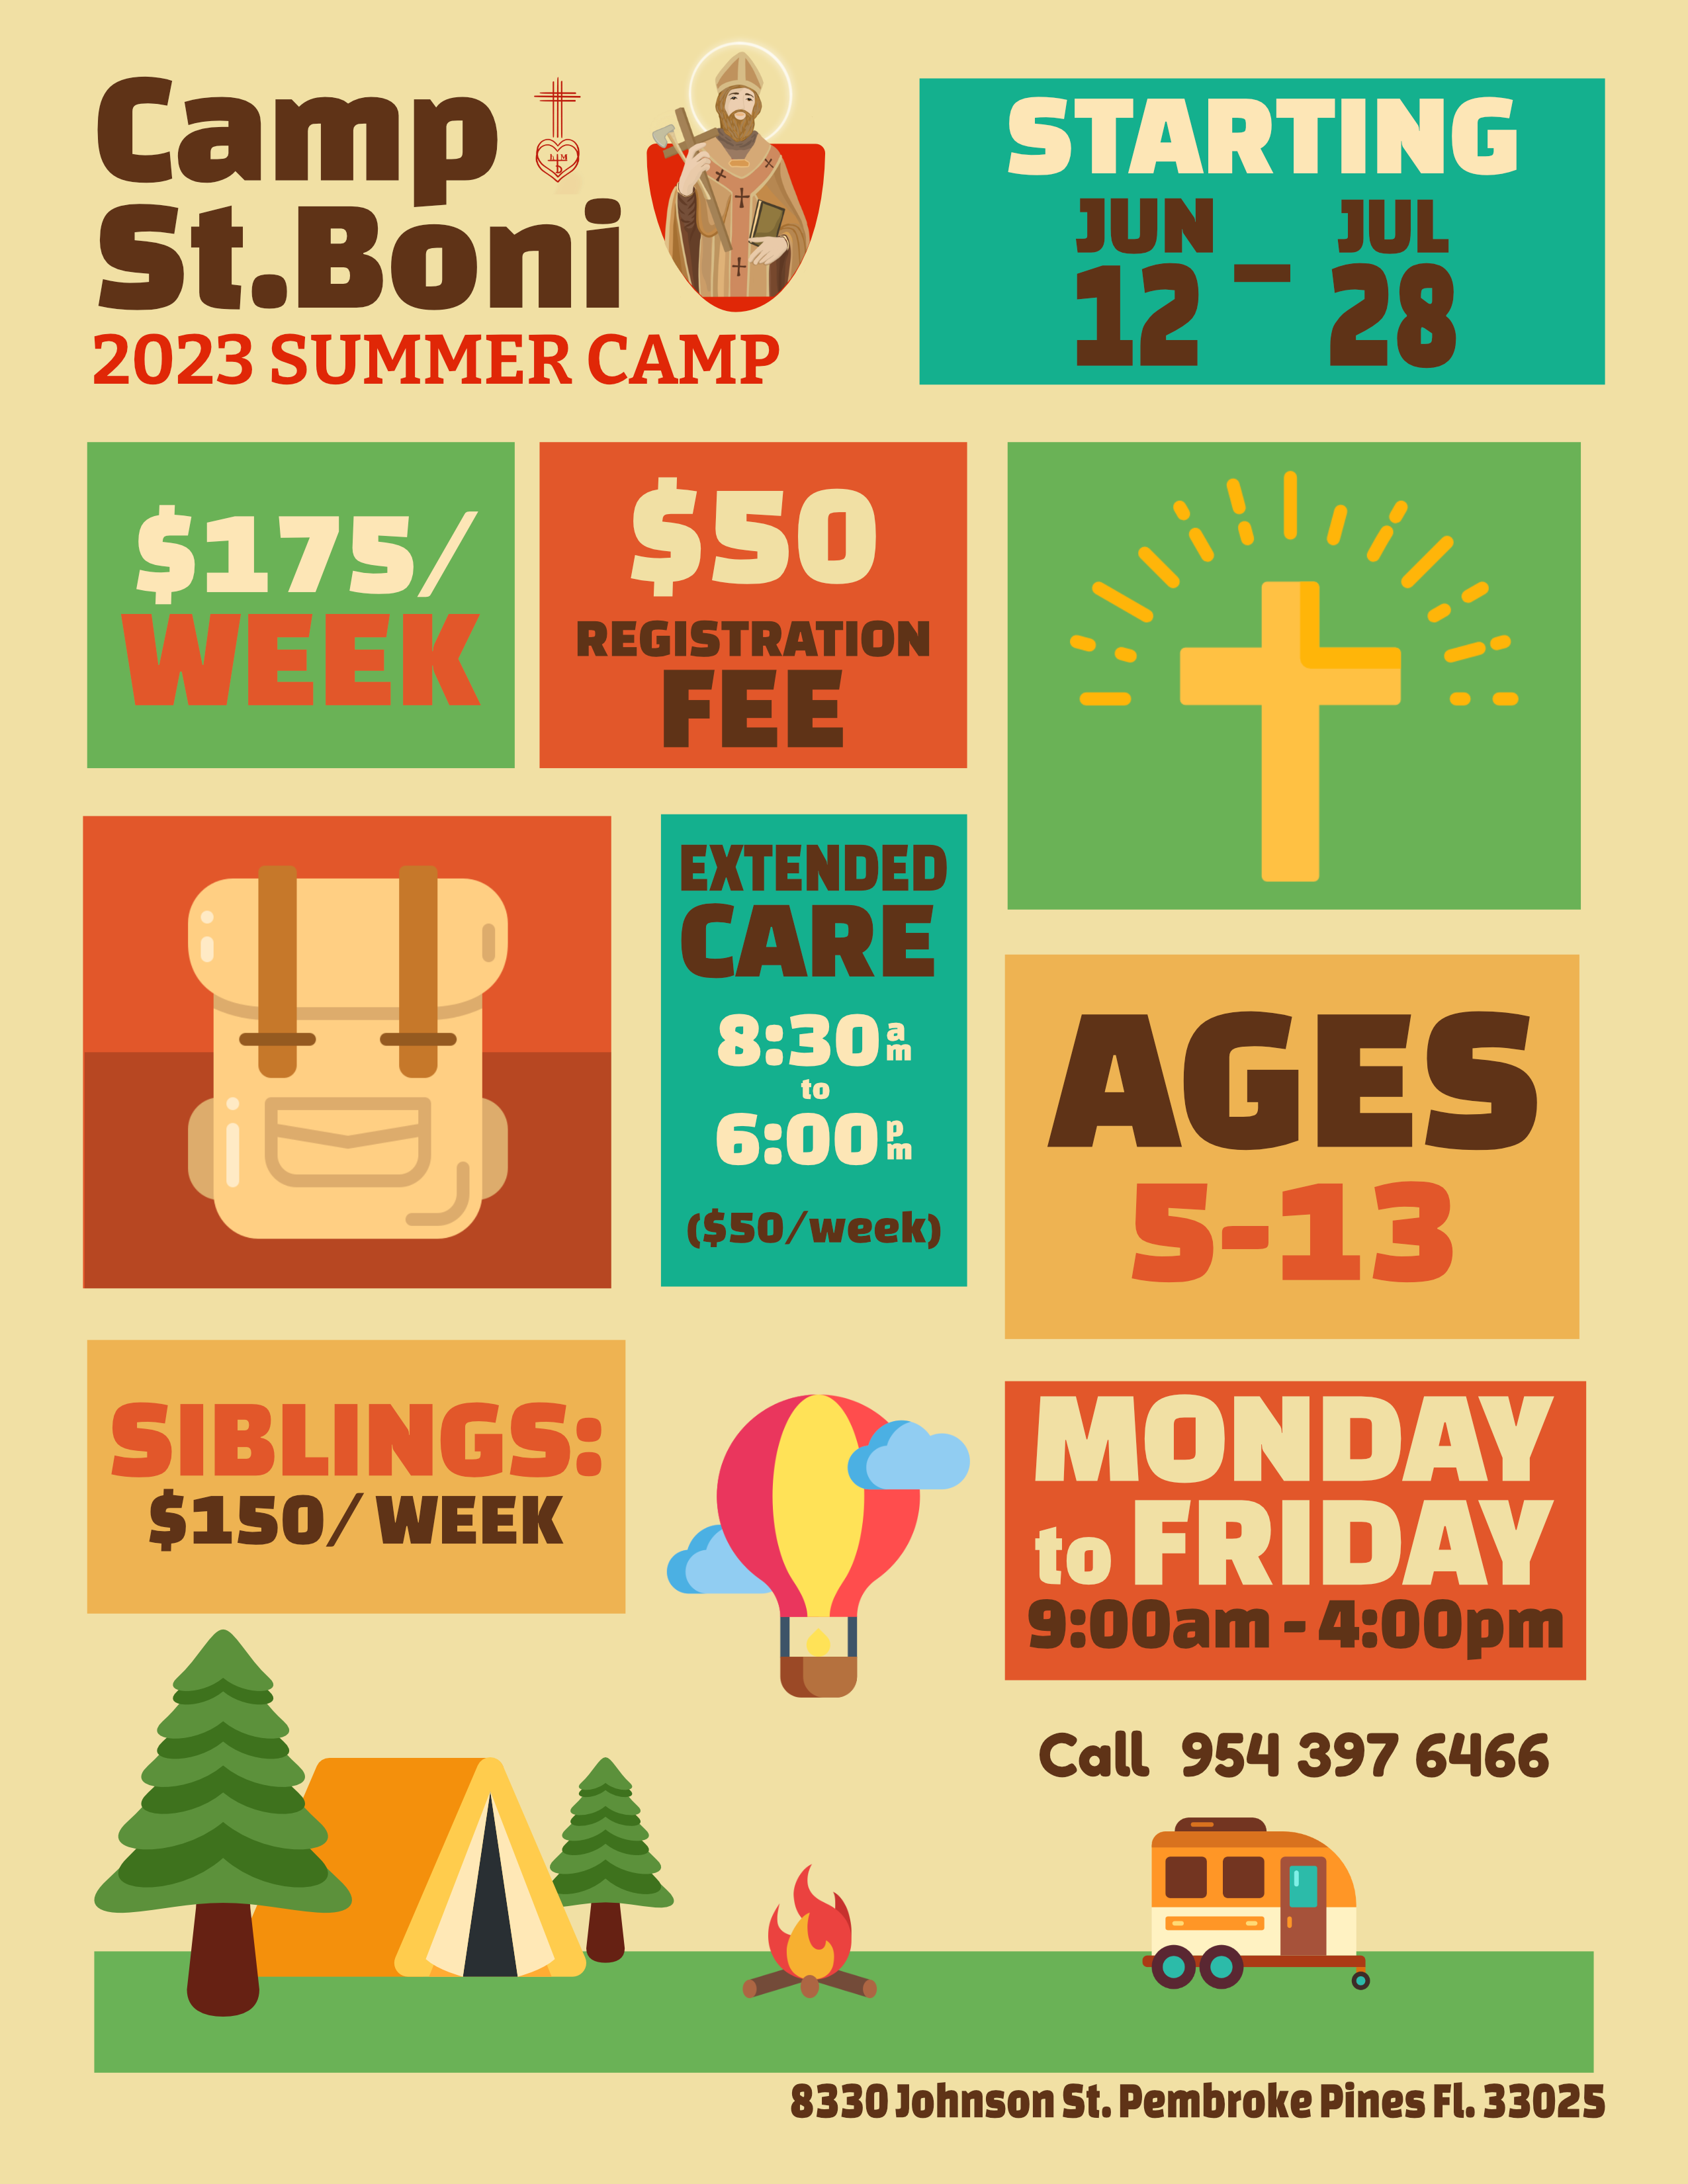 Camp
St.Boni
2023 SUMMER CAMP
STARTING
JUN JUL
12 – 28
$175/
WEEK
$50
REGISTRATION
FEE
EXTENDED
CARE
8:30am
to
6:00pm
($50/week)
AGES
5-13
SIBLINGS:
$150/WEEK
MONDAY
to FRIDAY
9:00am - 4:00pm
Call 954 397 6466
8330 Johnson St. Pembroke Pines Fl. 33025